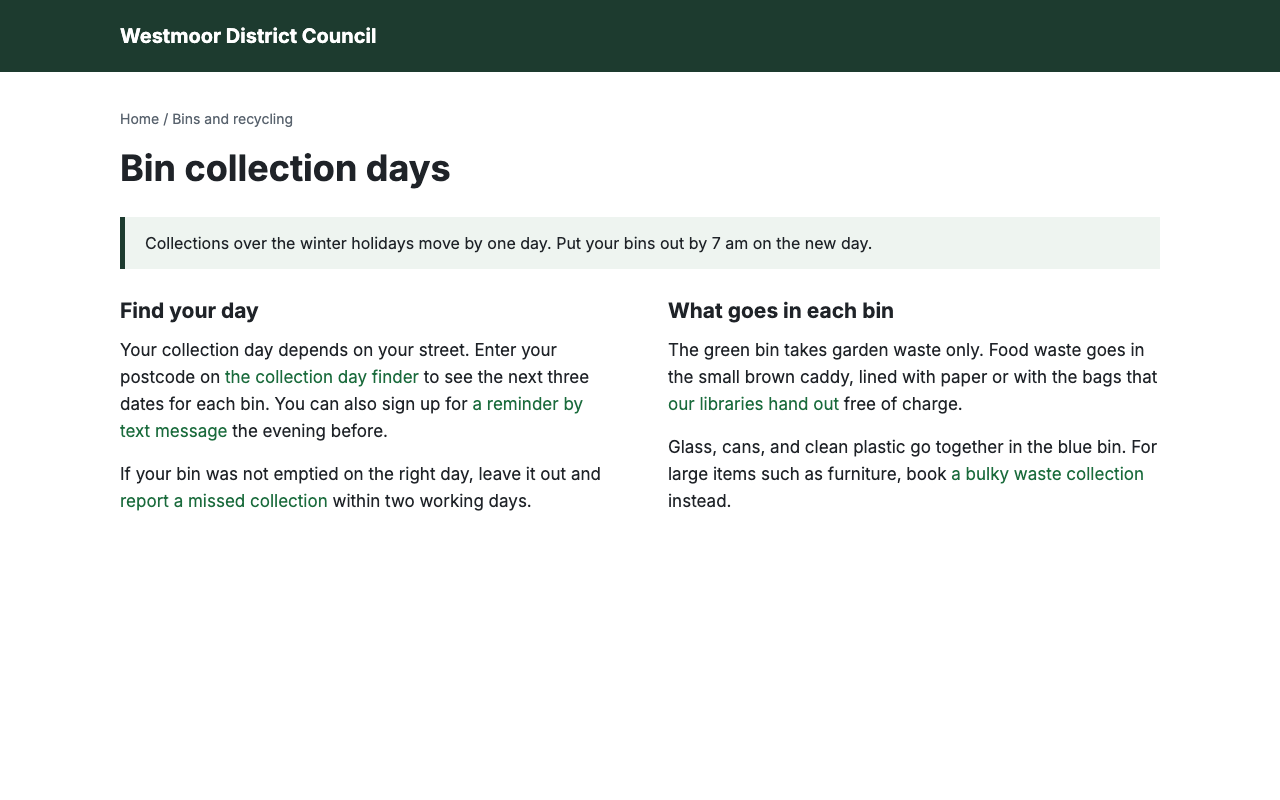 Westmoor District Council
Home / Bins and recycling
Bin collection days
Collections over the winter holidays move by one day. Put your bins out by 7 am on the new day.
Find your day
Your collection day depends on your street. Enter your
postcode on the collection day finder to see the next three
dates for each bin. You can also sign up for a reminder by
text message the evening before.
If your bin was not emptied on the right day, leave it out and
report a missed collection within two working days.
What goes in each bin
The green bin takes garden waste only. Food waste goes in
the small brown caddy, lined with paper or with the bags that
our libraries hand out free of charge.
Glass, cans, and clean plastic go together in the blue bin. For
large items such as furniture, book a bulky waste collection
instead.